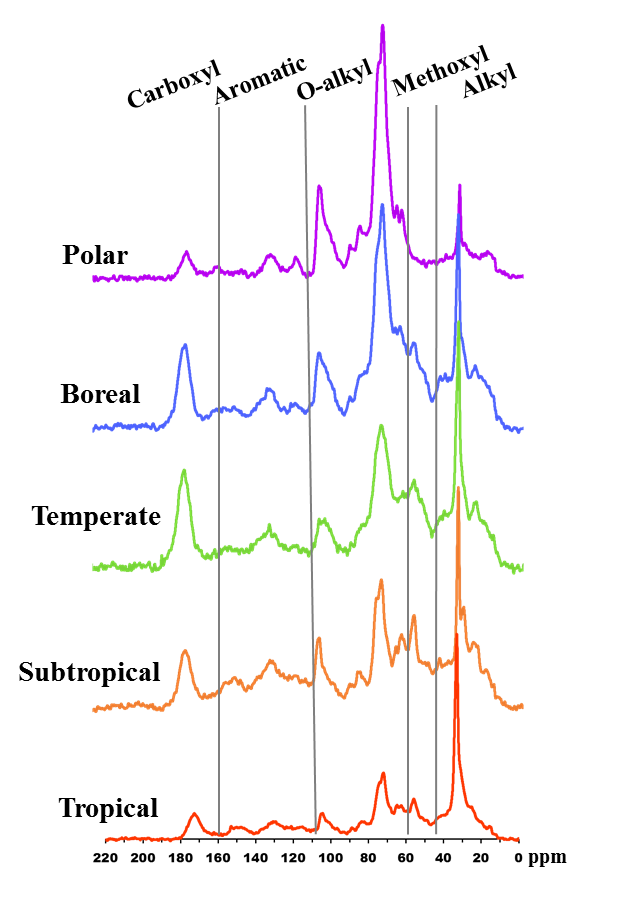 Carboxyl Aromatic O-alkyl Methoxyl Alkyl
Polar
Boreal
Temperate
Subtropical
Tropical
220 200 180 160 140 120 100 80 60 40 20 0 ppm